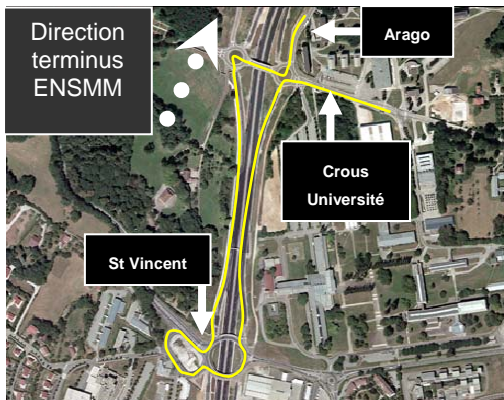 Direction
terminus
ENSMM
Arago
Crous
Université
St Vincent